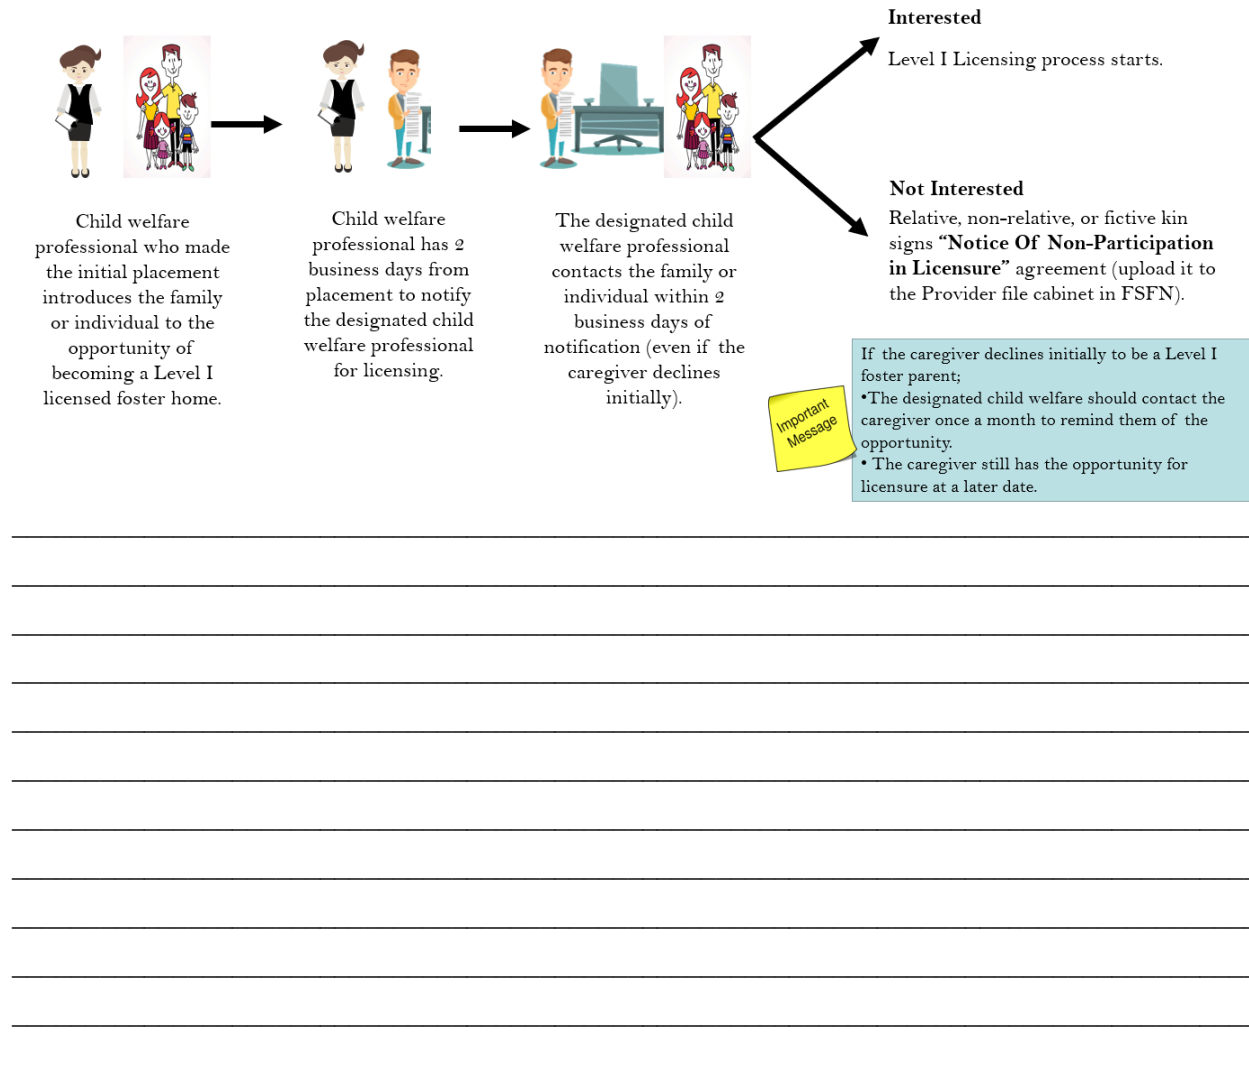 Child welfare
professional who made
the initial placement
introduces the family
or individual to the
opportunity of
becoming a Level I
licensed foster home.
Child welfare
professional has 2
business days from
placement to notify
the designated child
welfare professional
for licensing.
The designated child
welfare professional
contacts the family or
individual within 2
business days of
notification (even if the
caregiver declines
initially).
Interested
Level I Licensing process starts.
Not Interested
Relative, non-relative, or fictive kin
signs “Notice Of Non-Participation
in Licensure” agreement (upload it to
the Provider file cabinet in FSFN).
Important
Message
If the caregiver declines initially to be a Level I
foster parent;
•The designated child welfare should contact the
caregiver once a month to remind them of the
opportunity.
• The caregiver still has the opportunity for
licensure at a later date.